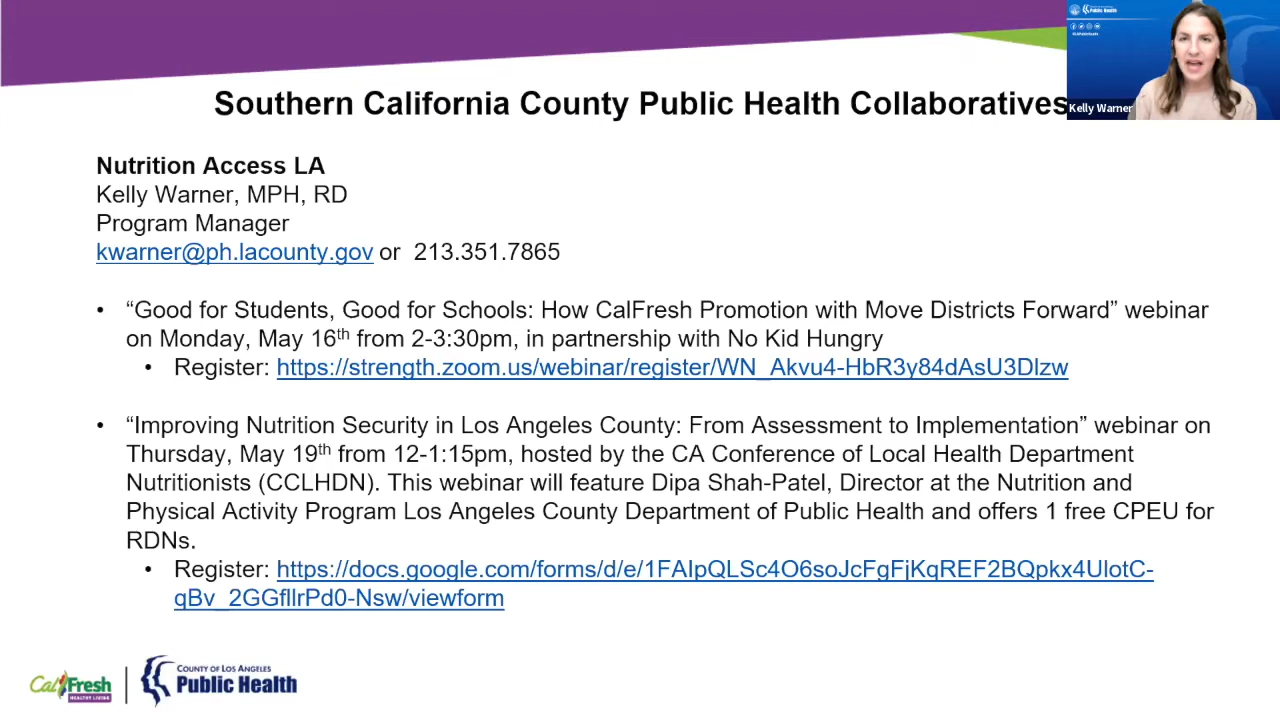 Southern California County Public Health Collaboratives
Public Health
Kelly Warner
Nutrition Access LA
Kelly Warner, MPH, RD
Program Manager
kwarner@ph.lacounty.gov or 213.351.7865
• “Good for Students, Good for Schools: How CalFresh Promotion with Move Districts Forward” webinar
on Monday, May 16th from 2-3:30pm, in partnership with No Kid Hungry
• Register: https://strength.zoom.us/webinar/register/WN_Akvu4-HbR3y84dAsU3Dlzw
• “Improving Nutrition Security in Los Angeles County: From Assessment to Implementation” webinar on
Thursday, May 19th from 12-1:15pm, hosted by the CA Conference of Local Health Department
Nutritionists (CCLHDN). This webinar will feature Dipa Shah-Patel, Director at the Nutrition and
Physical Activity Program Los Angeles County Department of Public Health and offers 1 free CPEU for
RDNs.
• Register: https://docs.google.com/forms/d/e/1FAIpQLSc4O6soJcFgFjKqREF2BQpkx4UlotC-
qBv_2GGfllrPd0-Nsw/viewform
CalFresh
HEALTHY LIVING
COUNTY OF LOS ANGELES
Public Health